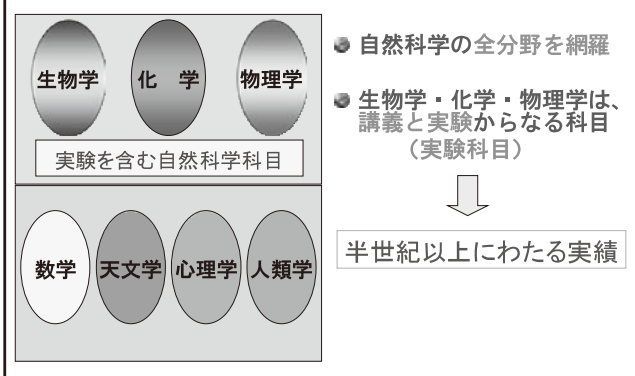 生物学
化　学
物理学
実験を含む自然科学科目
数学
天文学
心理学
人類学
自然科学の全分野を網羅
生物学・化学・物理学は、
講義と実験からなる科目
（実験科目）
半世紀以上にわたる実績